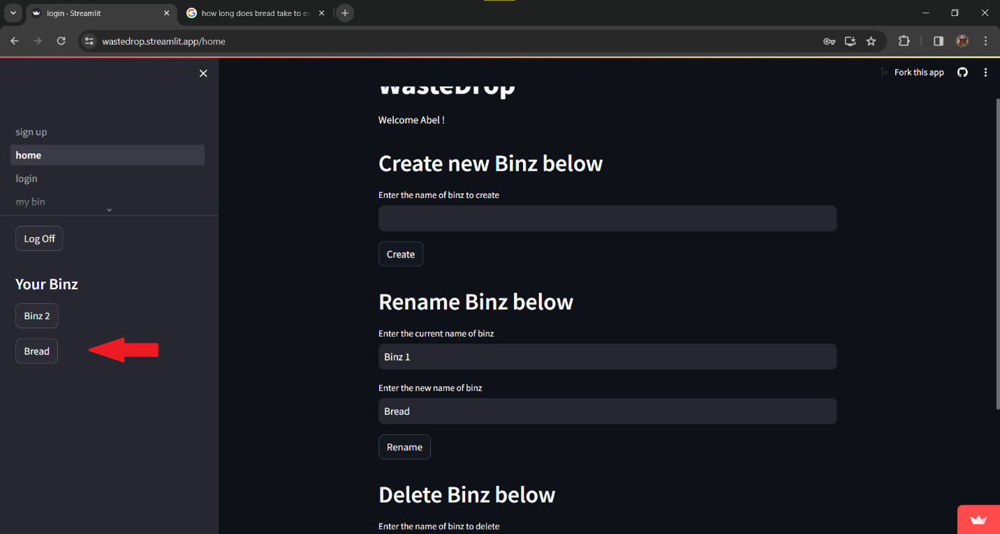 login · Streamlit
how long does bread take to ex
wastedrop.streamlit.app/home
Fork this app
sign up
home
login
my bin
Log Off
Your Binz
Binz 2
Bread
WasteDrop
Welcome Abel !
Create new Binz below
Enter the name of binz to create
Create
Rename Binz below
Enter the current name of binz
Binz 1
Enter the new name of binz
Bread
Rename
Delete Binz below
Enter the name of binz to delete